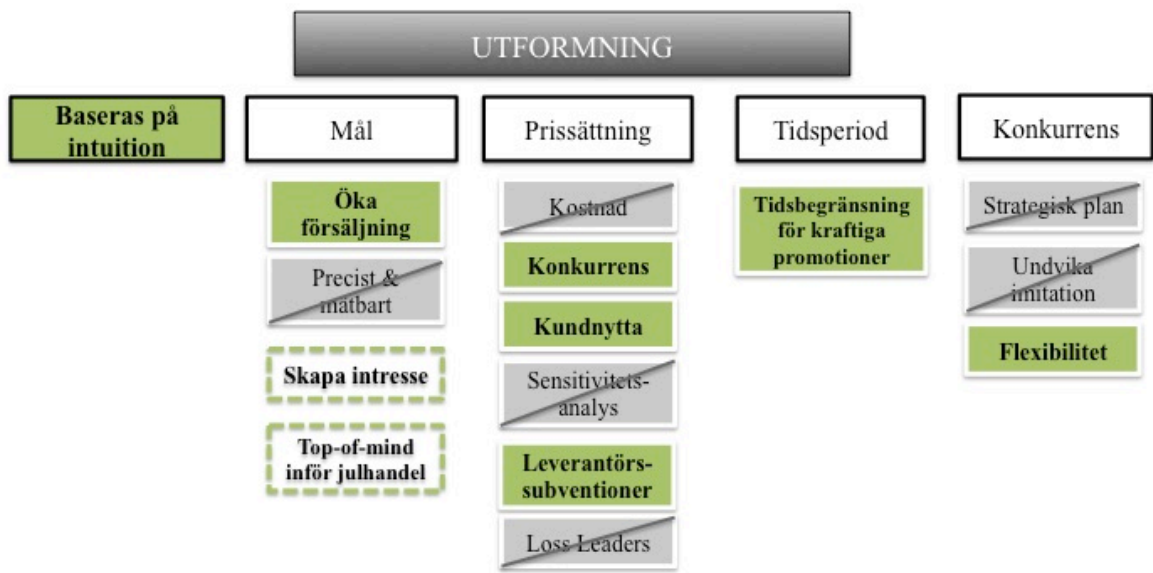 UTFORMNING
Baseras på
intuition
Mål
Prissättning
Tidsperiod
Konkurrens
Öka
försäljning
Precist &
mätbart
Skapa intresse
Top-of-mind
inför julhandel
Kostnad
Konkurrens
Kundnytta
Sensitivitets-
analys
Leverantörs-
subventioner
Loss Leaders
Tidsbegränsning
för kraftiga
promotioner
Strategisk plan
Undvika
imitation
Flexibilitet